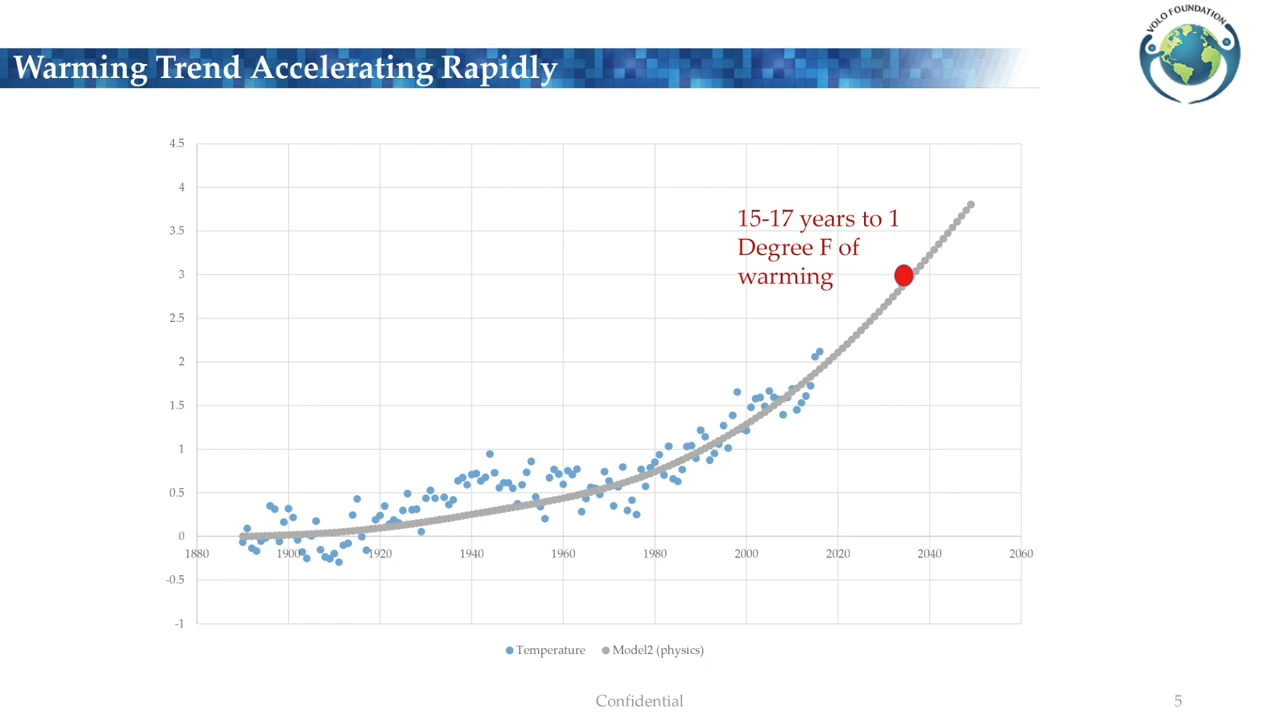 VOLO FOUNDATION
Warming Trend Accelerating Rapidly
4.5
4
3.5
3
2.5
2
1.5
1
0.5
0
-0.5
-1
15-17 years to 1
Degree F of
warming
1880 1900 1920 1940 1960 1980 2000 2020 2040 2060
Temperature Model2 (physics)
Confidential 5